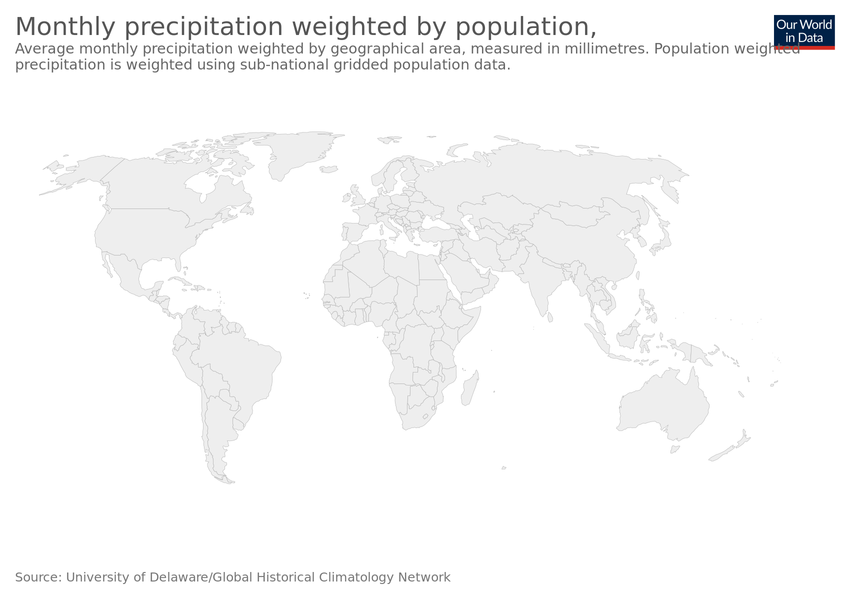 Monthly precipitation weighted by population,
Average monthly precipitation weighted by geographical area, measured in millimetres. Population weighted
precipitation is weighted using sub-national gridded population data.
Our World
in Data
Source: University of Delaware/Global Historical Climatology Network